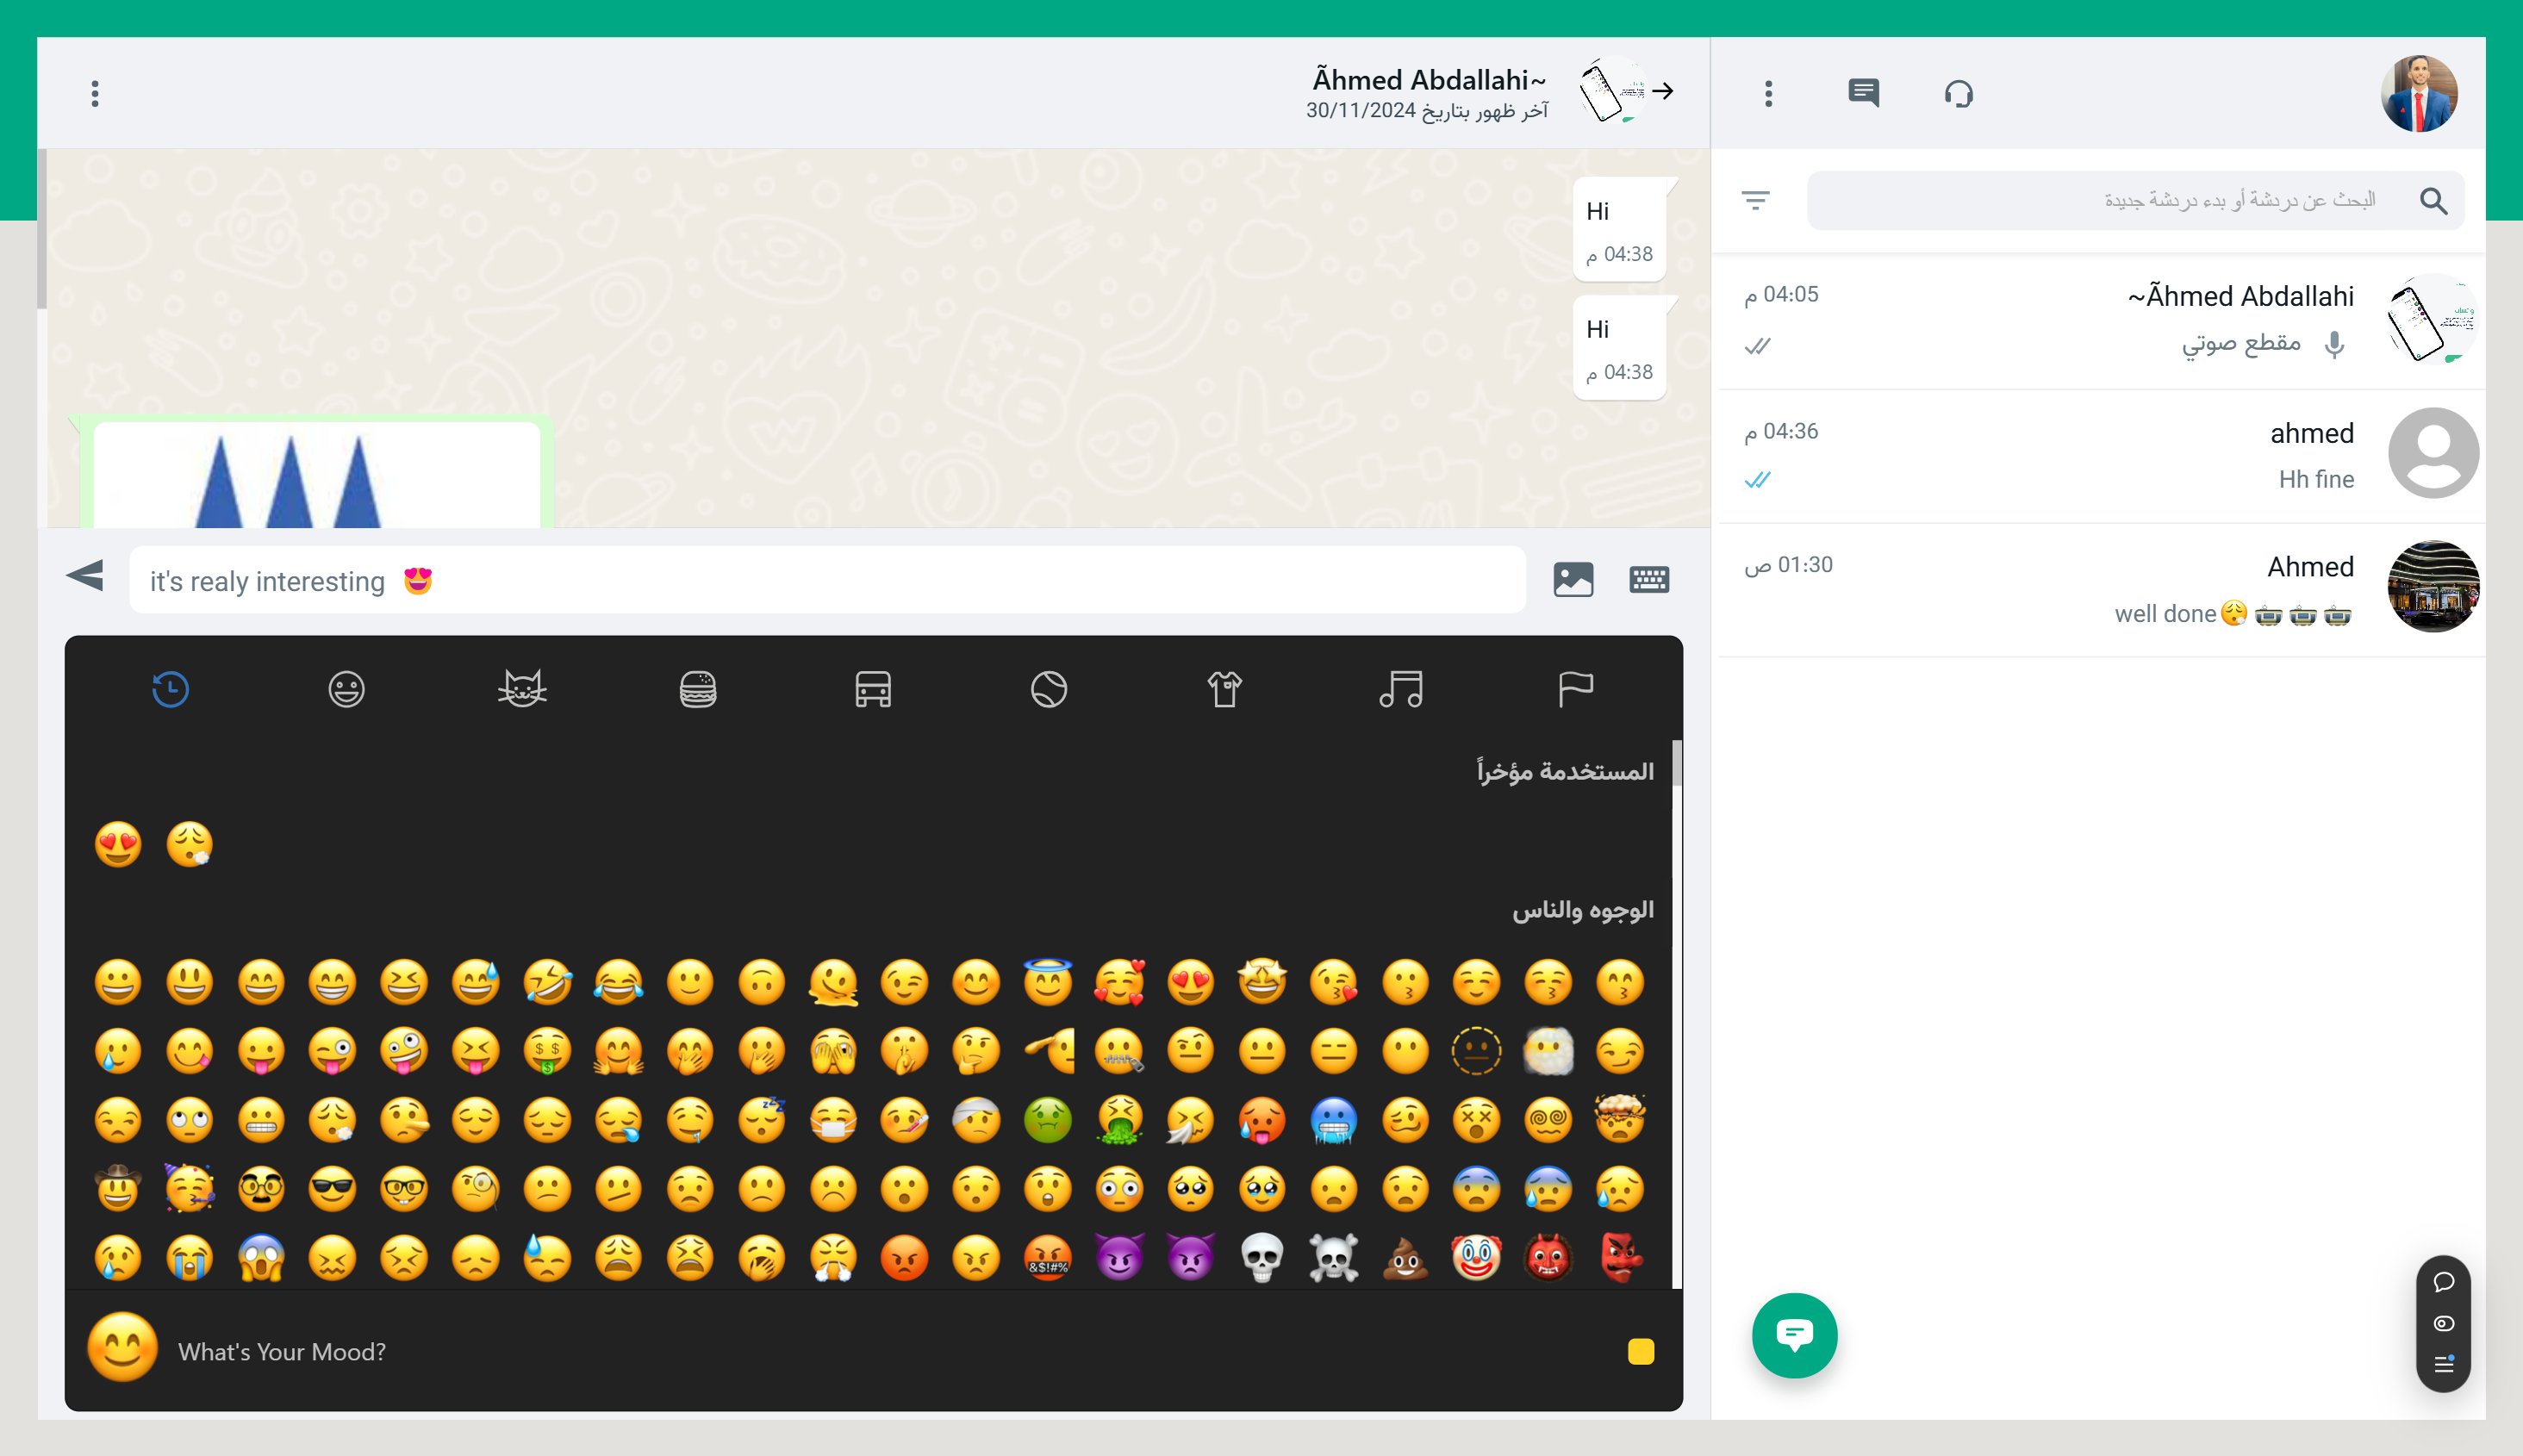 Ãhmed Abdallahi~
آخر ظهور بتاريخ 30/11/2024
Hi
04:38 م
Hi
04:38 م
it's realy interesting 😍
المستخدمة مؤخراً
الوجوه والناس
What's Your Mood?
البحث عن دردشة أو بدء دردشة جديدة
~Ãhmed Abdallahi
04:05 م
مقطع صوتي
ahmed
04:36 م
Hh fine
Ahmed
01:30 ص
well done😮‍💨🚋🚋🚋